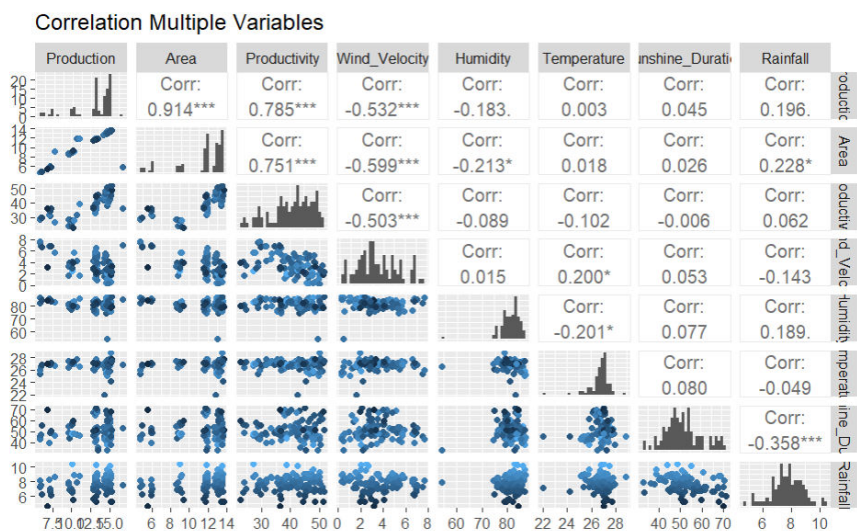 Correlation Multiple Variables
Production Area Productivity Wind_Velocity Humidity Temperature unshine_Duratio Rainfall
Corr: Corr: Corr: Corr: Corr: Corr: Corr:
0.914*** 0.785*** -0.532*** -0.183. 0.003 0.045 0.196.
Corr: Corr: Corr: Corr: Corr: Corr:
0.751*** -0.599*** -0.213* 0.018 0.026 0.228*
Corr: Corr: Corr: Corr: Corr:
-0.503*** -0.089 -0.102 -0.006 0.062
Corr: Corr: Corr: Corr:
0.015 0.200* 0.053 -0.143
Corr: Corr: Corr:
-0.201* 0.077 0.189.
Corr: Corr:
0.080 -0.049
Corr:
-0.358***
20
15
10
5
0
14
12
10
8
6
50
40
30
8
6
4
2
0
80
70
60
28
26
24
22
70
60
50
40
10
8
6
7.5 10.0 12.5 15.0 6 8 10 12 14 30 40 50 0 2 4 6 8 60 70 80 22 24 26 28 40 50 60 70 6 8 10
Area
Humidity
Rainfall